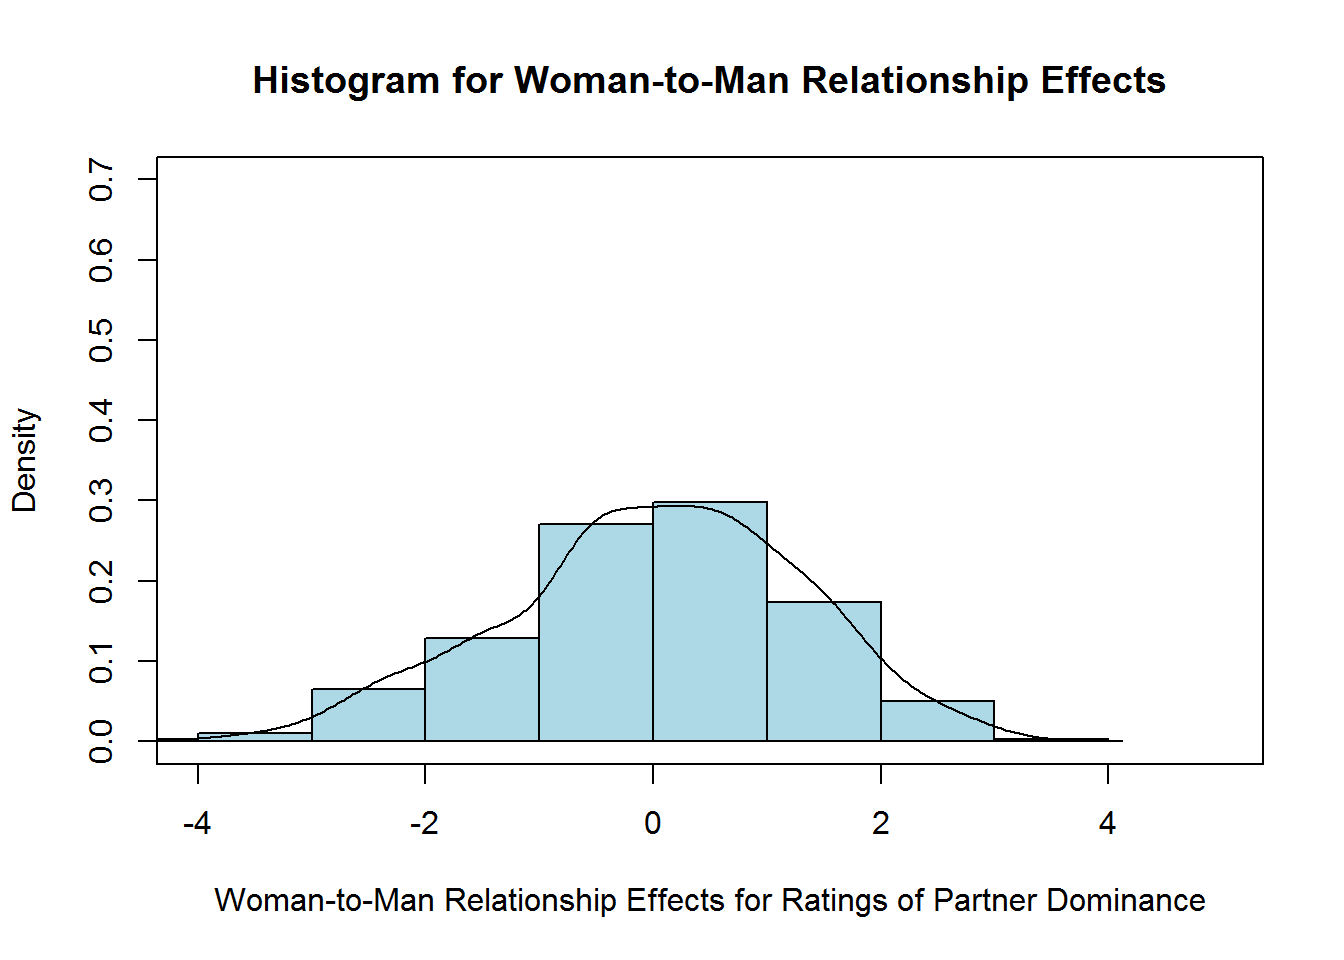 Histogram for Woman-to-Man Relationship Effects
0.7
0.6
0.5
0.4
0.3
0.2
0.1
0.0
Density
-4 -2 0 2 4
Woman-to-Man Relationship Effects for Ratings of Partner Dominance